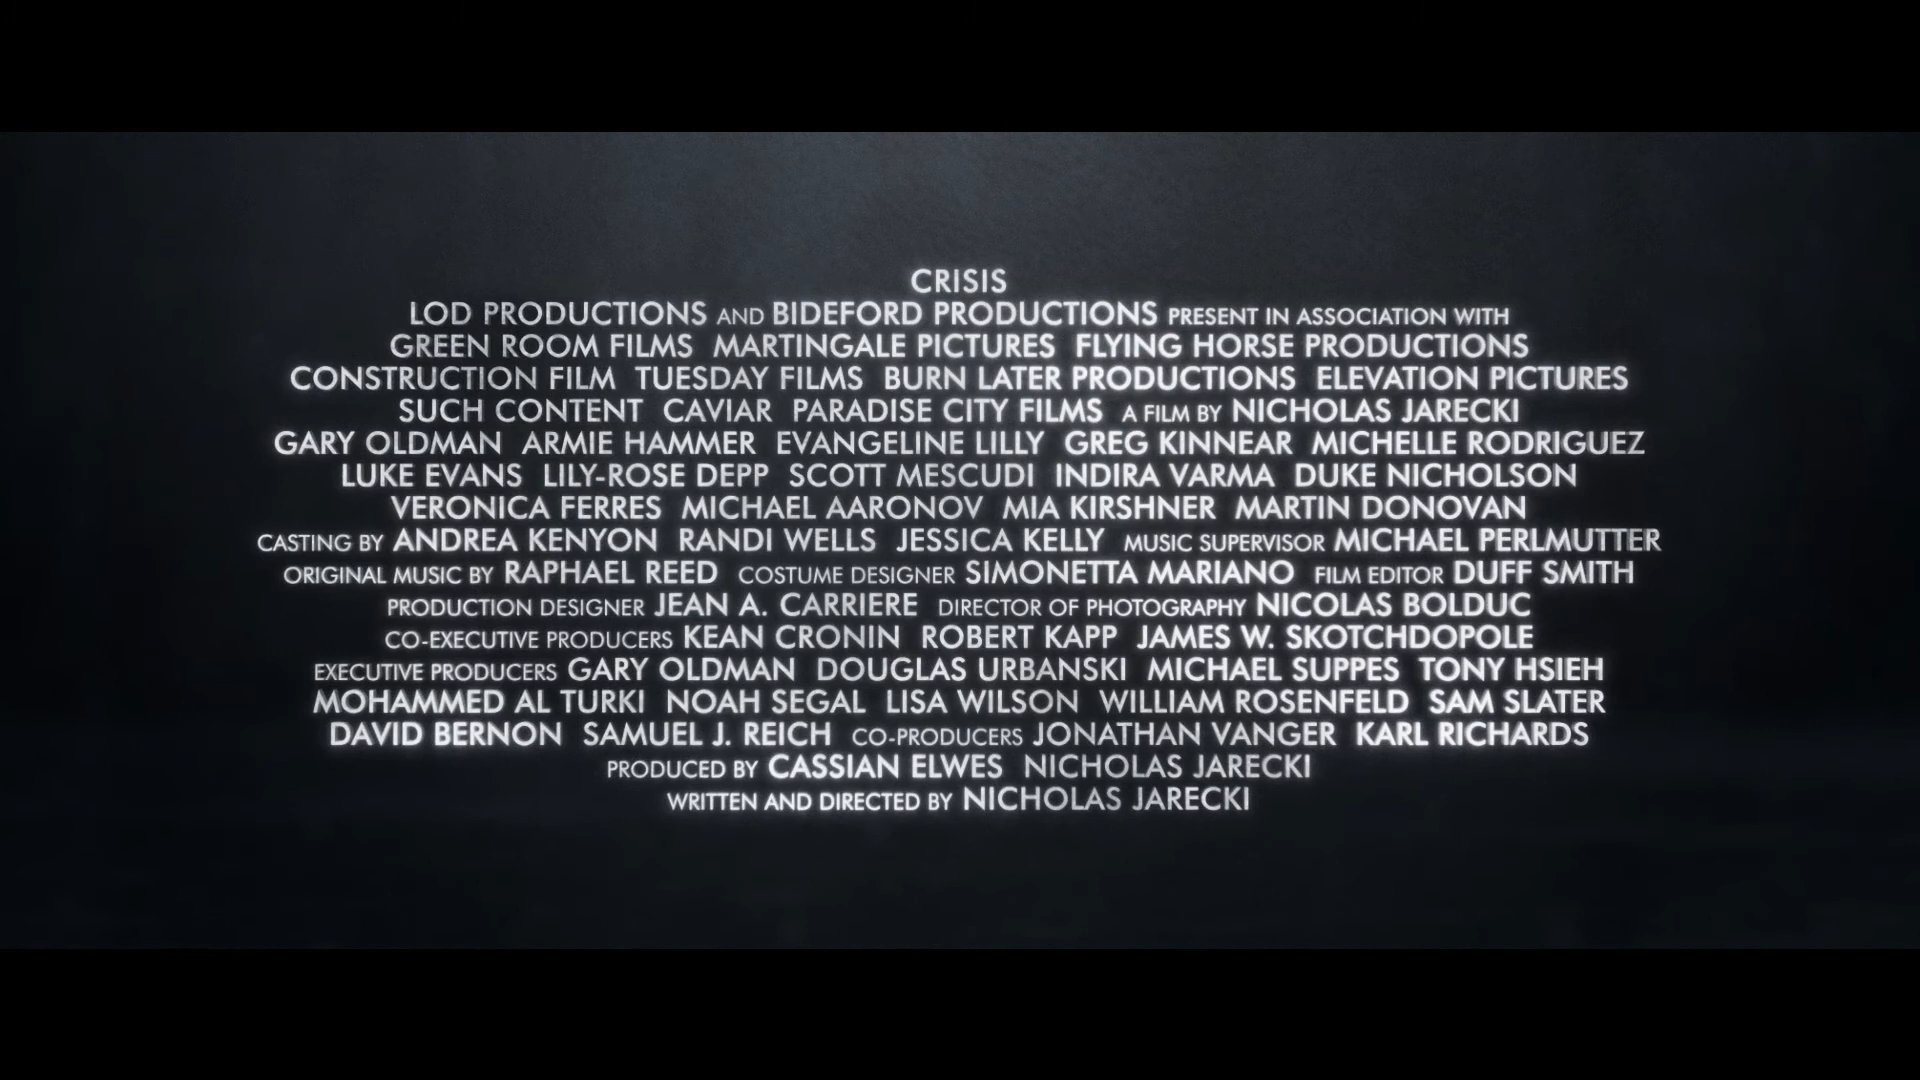 CRISIS
LOD PRODUCTIONS AND BIDEFORD PRODUCTIONS PRESENT IN ASSOCIATION WITH
GREEN ROOM FILMS MARTINGALE PICTURES FLYING HORSE PRODUCTIONS
CONSTRUCTION FILM TUESDAY FILMS BURN LATER PRODUCTIONS ELEVATION PICTURES
SUCH CONTENT CAVIAR PARADISE CITY FILMS A FILM BY NICHOLAS JARECKI
GARY OLDMAN ARMIE HAMMER EVANGELINE LILLY GREG KINNEAR MICHELLE RODRIGUEZ
LUKE EVANS LILY-ROSE DEPP SCOTT MESCUDI INDIRA VARMA DUKE NICHOLSON
VERONICA FERRES MICHAEL AARONOV MIA KIRSHNER MARTIN DONOVAN
CASTING BY ANDREA KENYON RANDI WELLS JESSICA KELLY MUSIC SUPERVISOR MICHAEL PERLMUTTER
ORIGINAL MUSIC BY RAPHAEL REED COSTUME DESIGNER SIMONETTA MARIANO FILM EDITOR DUFF SMITH
PRODUCTION DESIGNER JEAN A. CARRIERE DIRECTOR OF PHOTOGRAPHY NICOLAS BOLDUC
CO-EXECUTIVE PRODUCERS KEAN CRONIN ROBERT KAPP JAMES W. SKOTCHDOPOLE
EXECUTIVE PRODUCERS GARY OLDMAN DOUGLAS URBANSKI MICHAEL SUPPES TONY HSIEH
MOHAMMED AL TURKI NOAH SEGAL LISA WILSON WILLIAM ROSENFELD SAM SLATER
DAVID BERNON SAMUEL J. REICH CO-PRODUCERS JONATHAN VANGER KARL RICHARDS
PRODUCED BY CASSIAN ELWES NICHOLAS JARECKI
WRITTEN AND DIRECTED BY NICHOLAS JARECKI